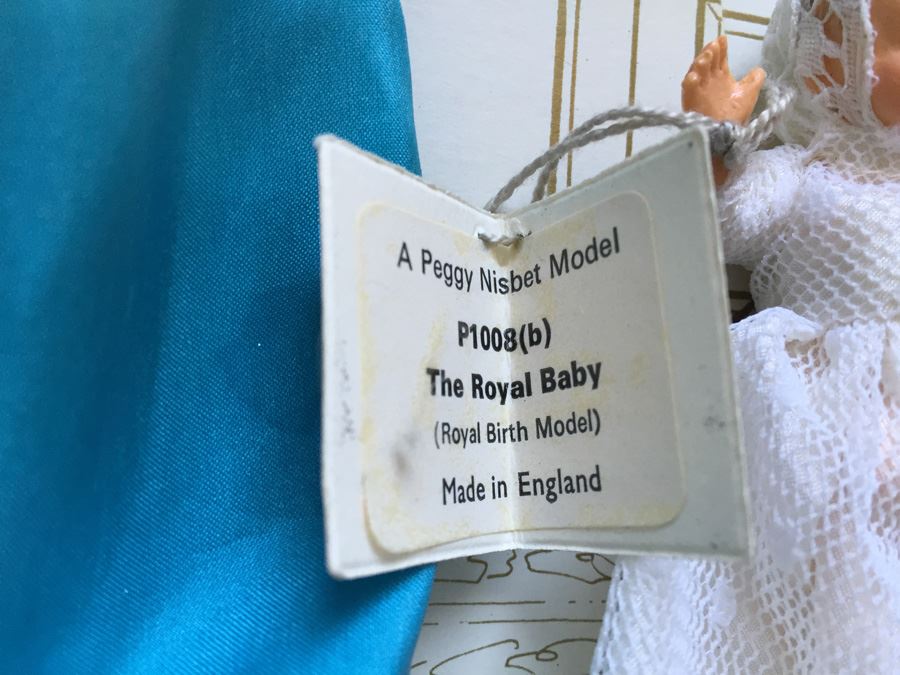 A Peggy Nisbet Model
P1008(b)
The Royal Baby
(Royal Birth Model)
Made in England